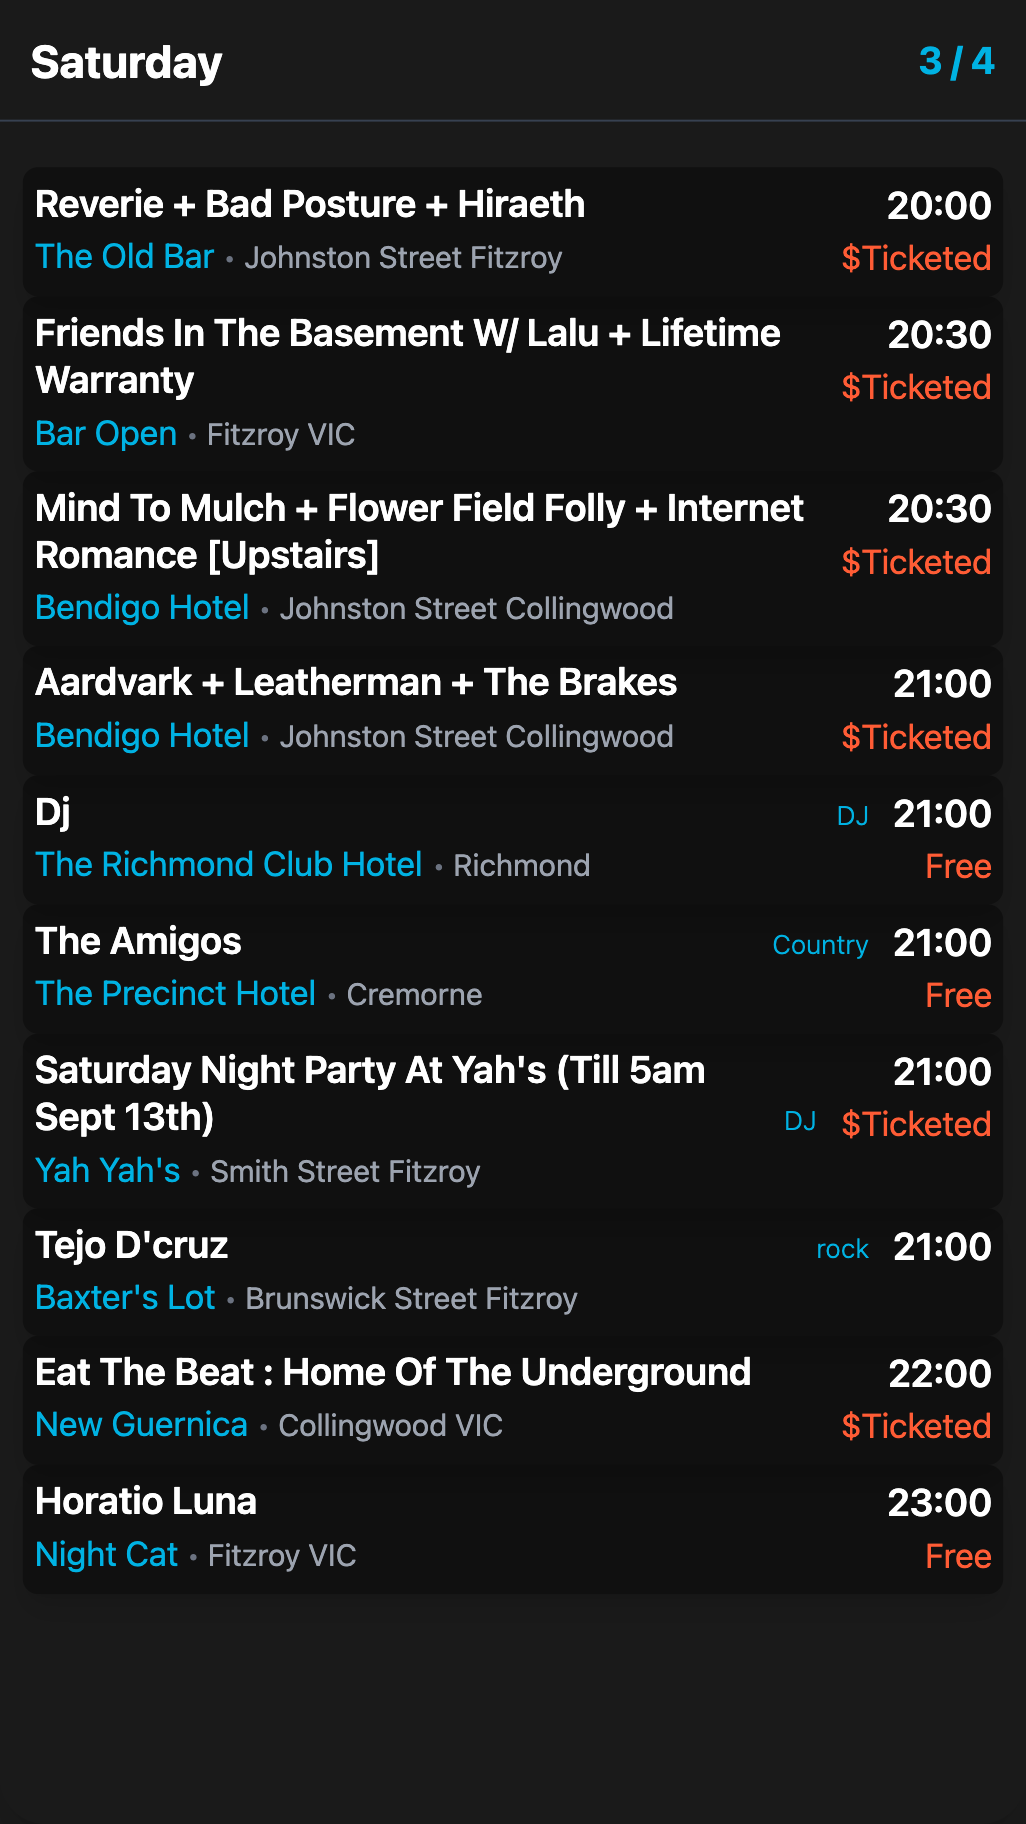 Saturday 3 / 4
Reverie + Bad Posture + Hiraeth 20:00
The Old Bar • Johnston Street Fitzroy $Ticketed
Friends In The Basement W/ Lalu + Lifetime 20:30
Warranty $Ticketed
Bar Open • Fitzroy VIC
Mind To Mulch + Flower Field Folly + Internet 20:30
Romance [Upstairs] $Ticketed
Bendigo Hotel • Johnston Street Collingwood
Aardvark + Leatherman + The Brakes 21:00
Bendigo Hotel • Johnston Street Collingwood $Ticketed
Dj DJ 21:00
The Richmond Club Hotel • Richmond Free
The Amigos Country 21:00
The Precinct Hotel • Cremorne Free
Saturday Night Party At Yah's (Till 5am 21:00
Sept 13th) DJ $Ticketed
Yah Yah's • Smith Street Fitzroy
Tejo D'cruz rock 21:00
Baxter's Lot • Brunswick Street Fitzroy
Eat The Beat : Home Of The Underground 22:00
New Guernica • Collingwood VIC $Ticketed
Horatio Luna 23:00
Night Cat • Fitzroy VIC Free